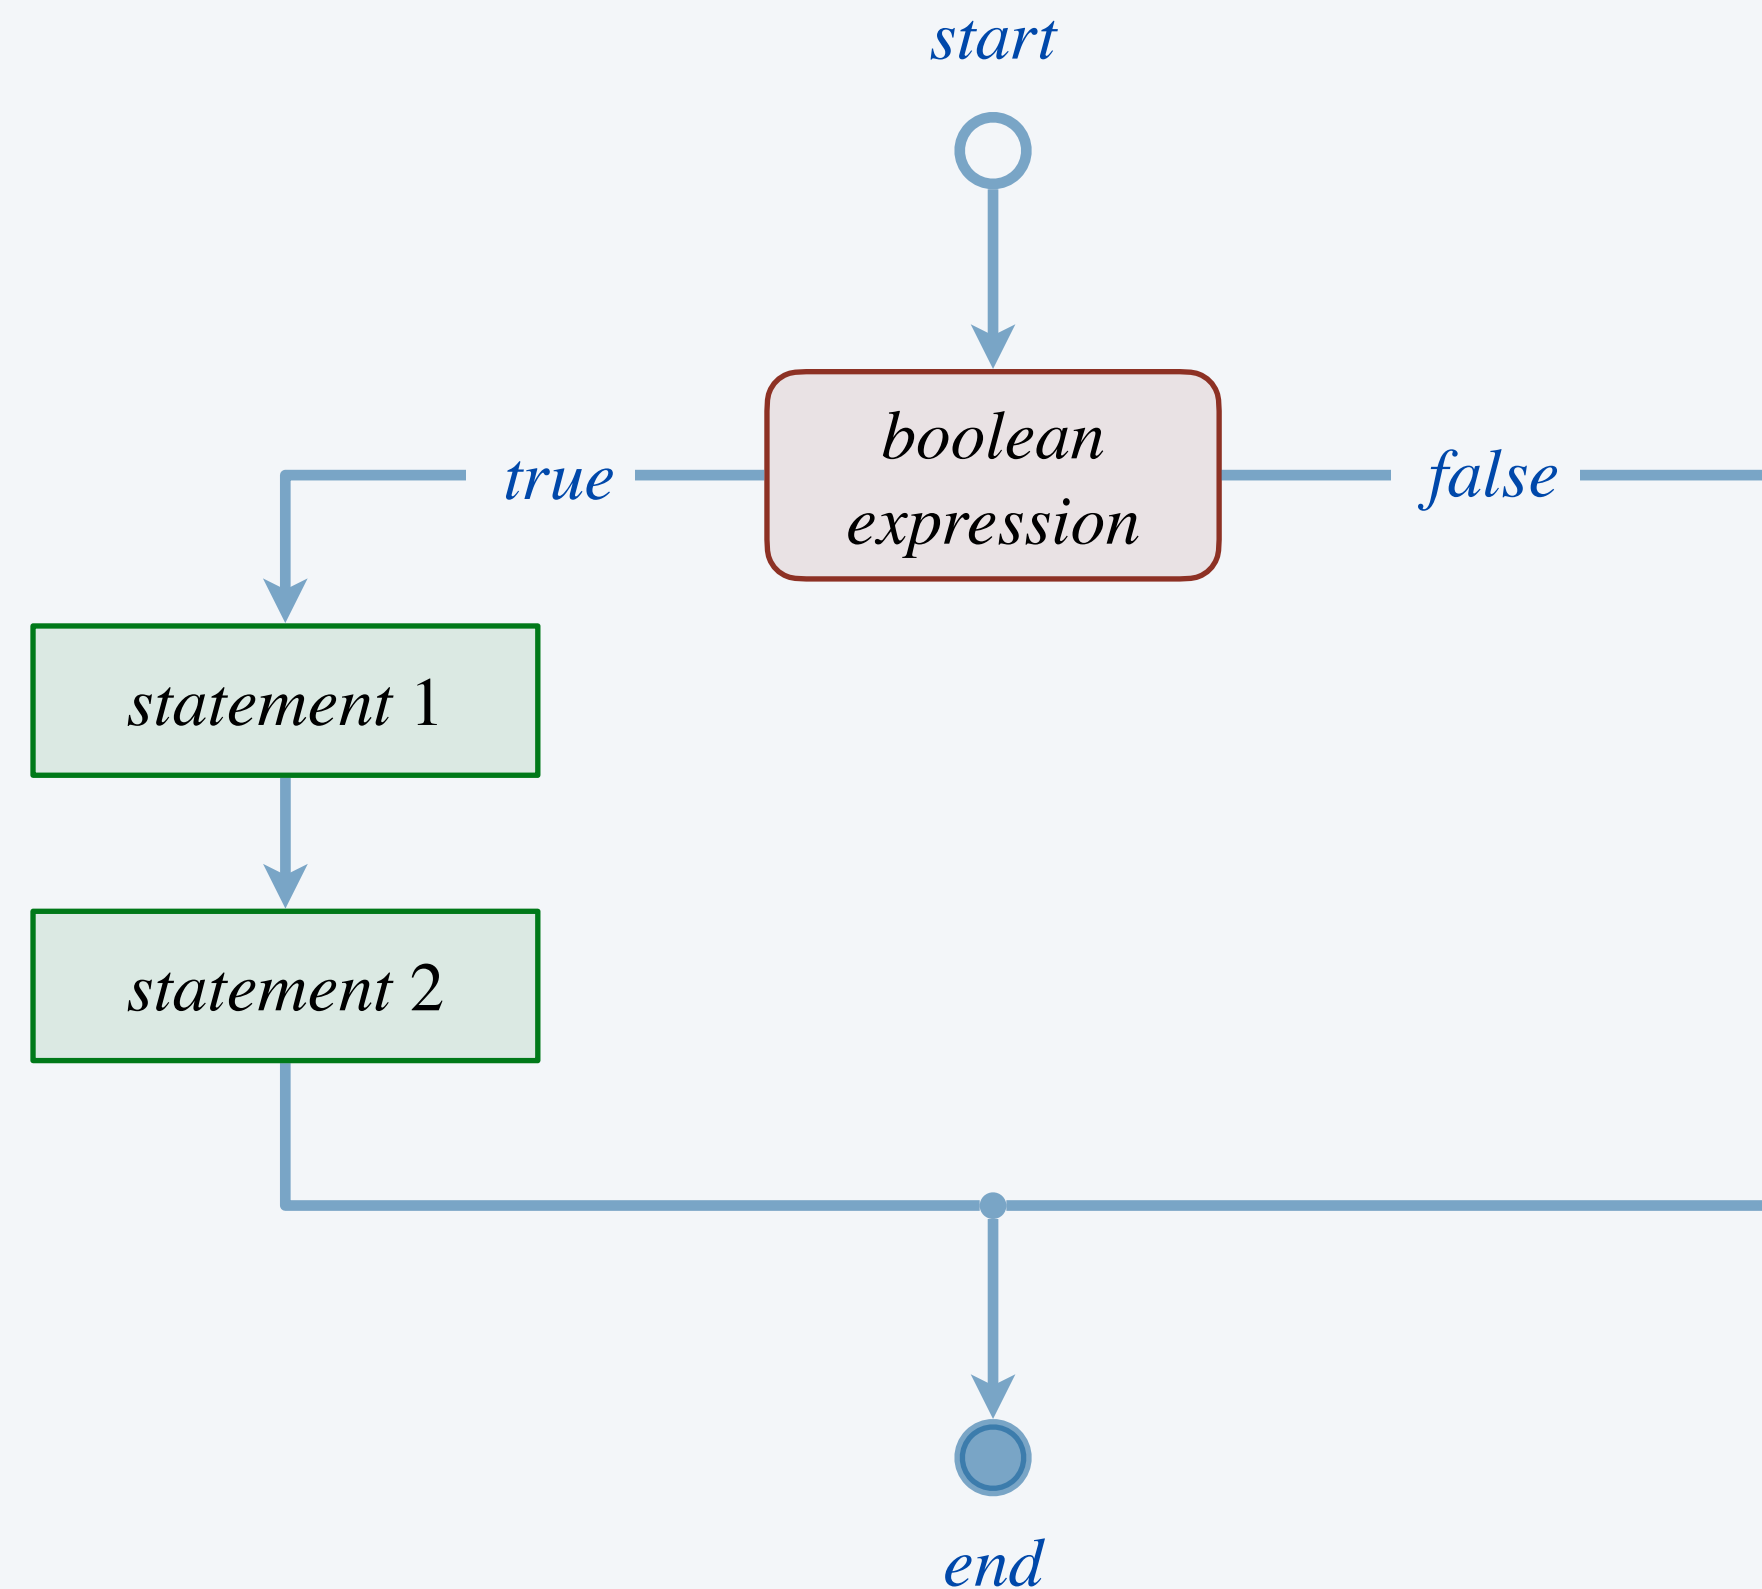 start
boolean
expression
true
false
statement 1
statement 2
end